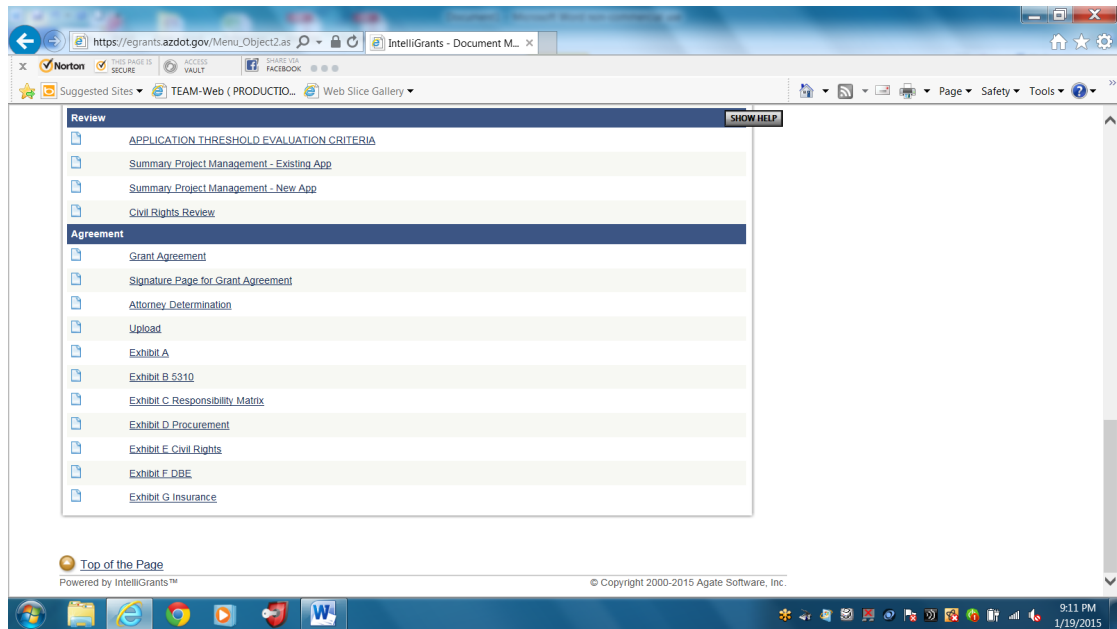 https://egrants.azdot.gov/Menu_Object2.as
IntelliGrants - Document M...
x Norton THIS PAGE IS SECURE ACCESS VAULT SHARE VIA FACEBOOK
Suggested Sites TEAM-Web ( PRODUCTIO... Web Slice Gallery Page Safety Tools
Review SHOW HELP
APPLICATION THRESHOLD EVALUATION CRITERIA
Summary Project Management - Existing App
Summary Project Management - New App
Civil Rights Review
Agreement
Grant Agreement
Signature Page for Grant Agreement
Attorney Determination
Upload
Exhibit A
Exhibit B 5310
Exhibit C Responsibility Matrix
Exhibit D Procurement
Exhibit E Civil Rights
Exhibit F DBE
Exhibit G Insurance
Top of the Page
Powered by IntelliGrants™ © Copyright 2000-2015 Agate Software, Inc.
9:11 PM
1/19/2015